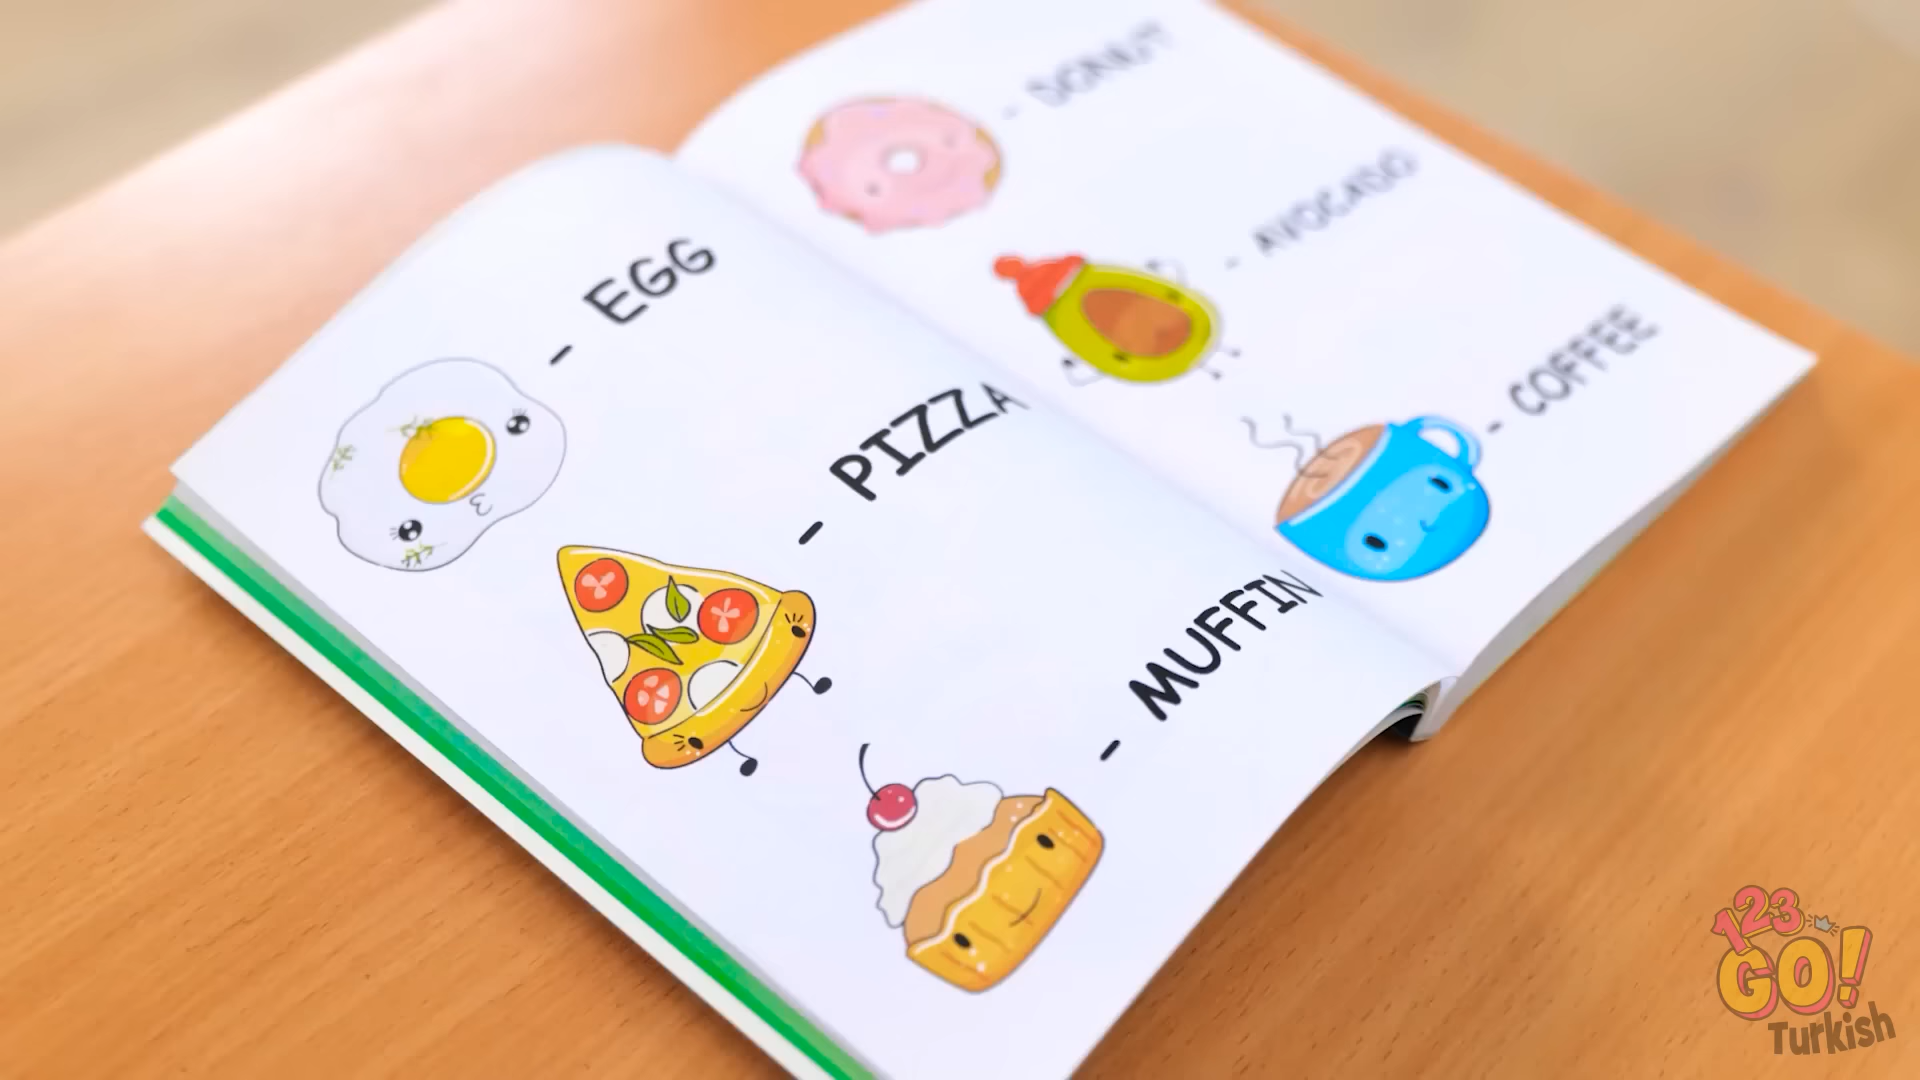 - EGG
- PIZZA
- MUFFIN
- DONUT
- AVOCADO
- COFFEE
123
GO!
Turkish